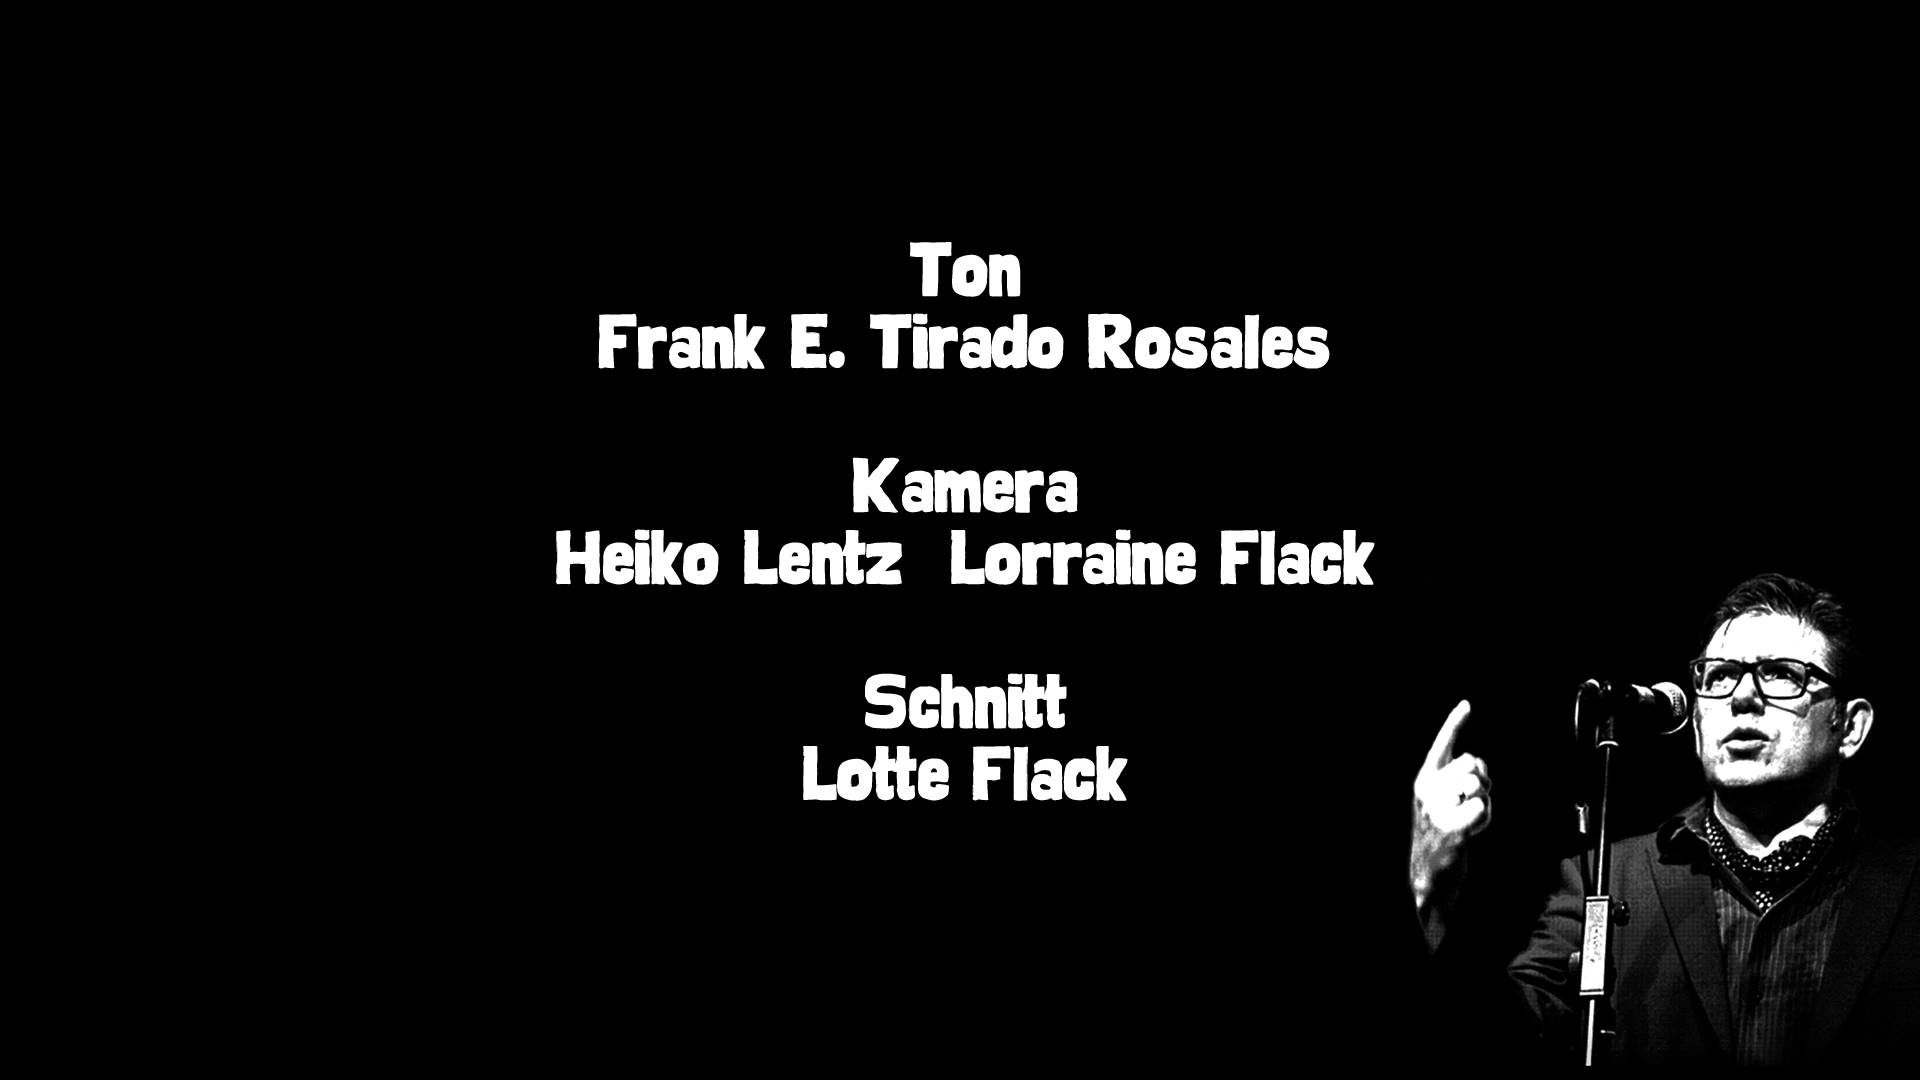 Ton
Frank E. Tirado Rosales
Kamera
Heiko Lentz  Lorraine Flack
Schnitt
Lotte Flack